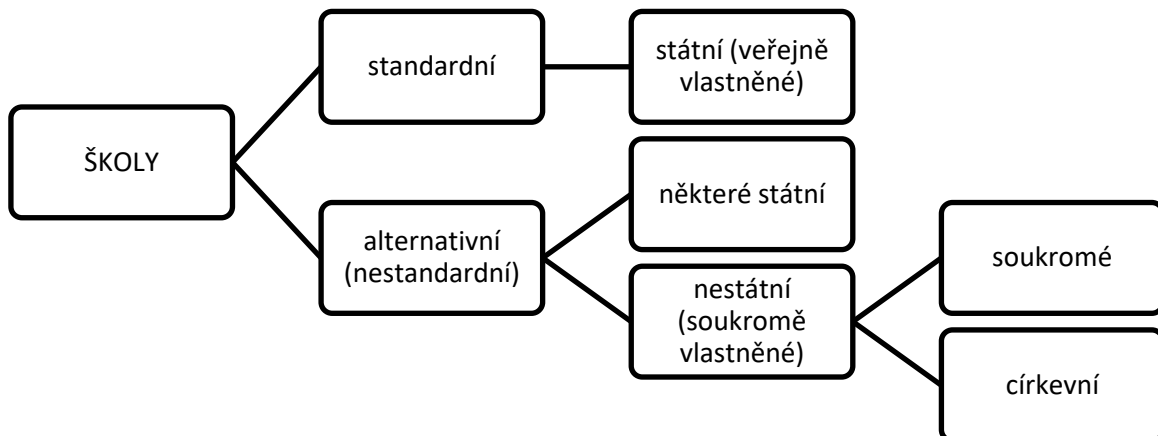 ŠKOLY
standardní
státní (veřejně
vlastněné)
alternativní
(nestandardní)
některé státní
nestátní
(soukromě
vlastněné)
soukromé
církevní